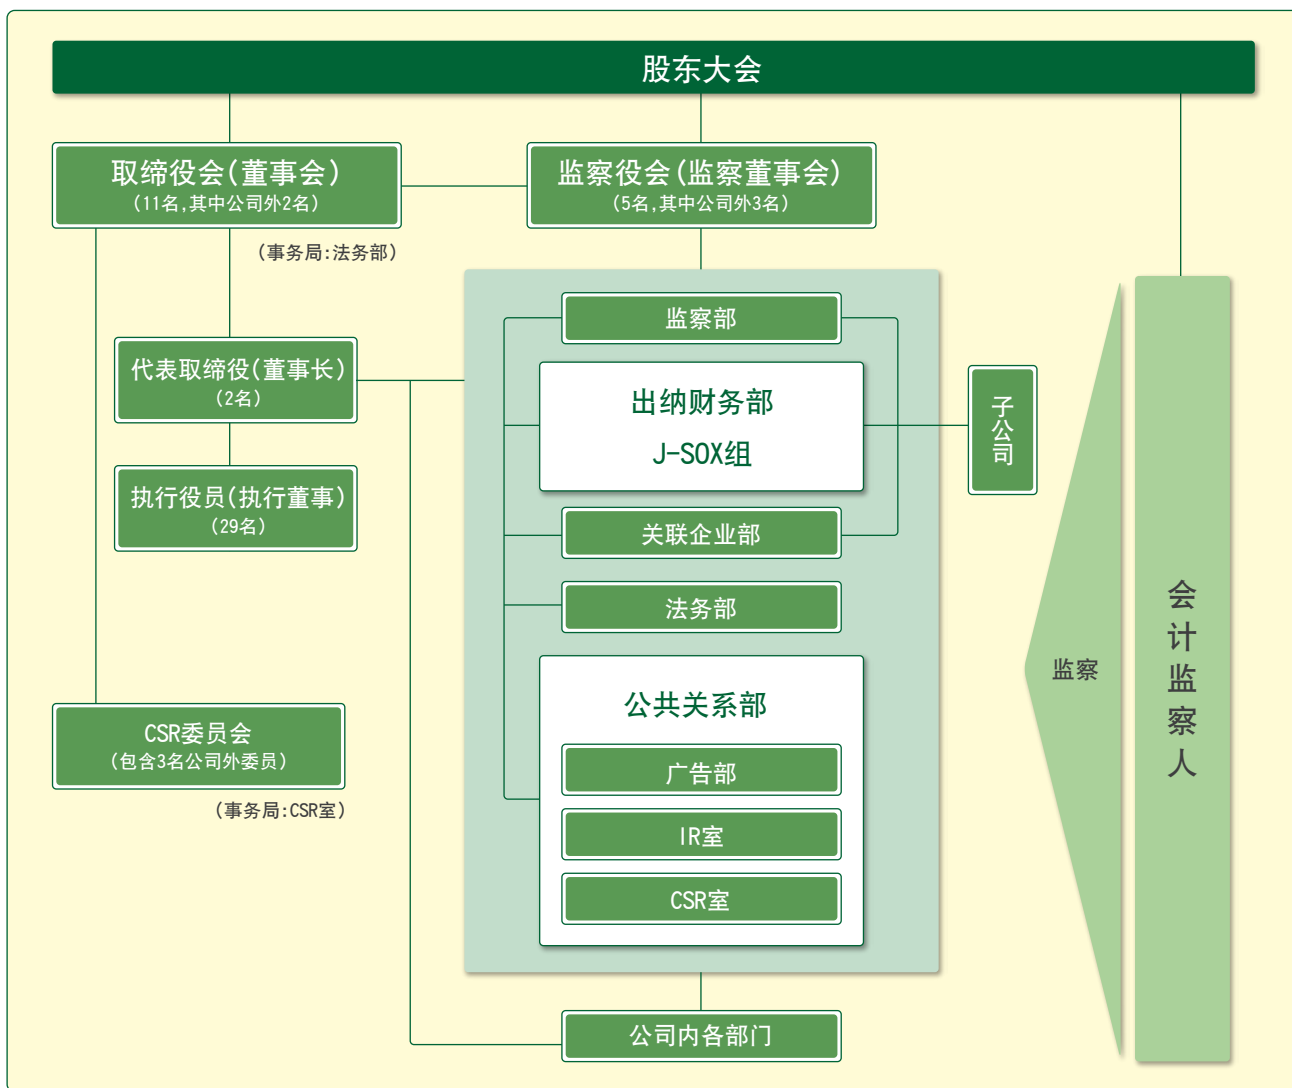 股东大会
取缔役会(董事会)
(11名,其中公司外2名)
监察役会(监察董事会)
(5名,其中公司外3名)
(事务局:法务部)
监察部
代表取缔役(董事长)
(2名)
出纳财务部
J-SOX组
子公司
执行役员(执行董事)
(29名)
关联企业部
法务部
会计监察人
监察
公共关系部
CSR委员会
(包含3名公司外委员)
(事务局:CSR室)
广告部
IR室
CSR室
公司内各部门